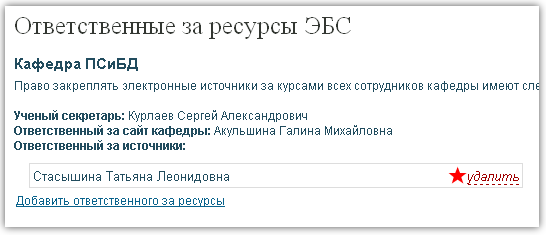 Ответственные за ресурсы ЭБС
Кафедра ПСиБД
Право закреплять электронные источники за курсами всех сотрудников кафедры имеют сле
Ученый секретарь: Курлаев Сергей Александрович
Ответственный за сайт кафедры: Акульшина Галина Михайловна
Ответственный за источники:
Стасышина Татьяна Леонидовна удалить
Добавить ответственного за ресурсы